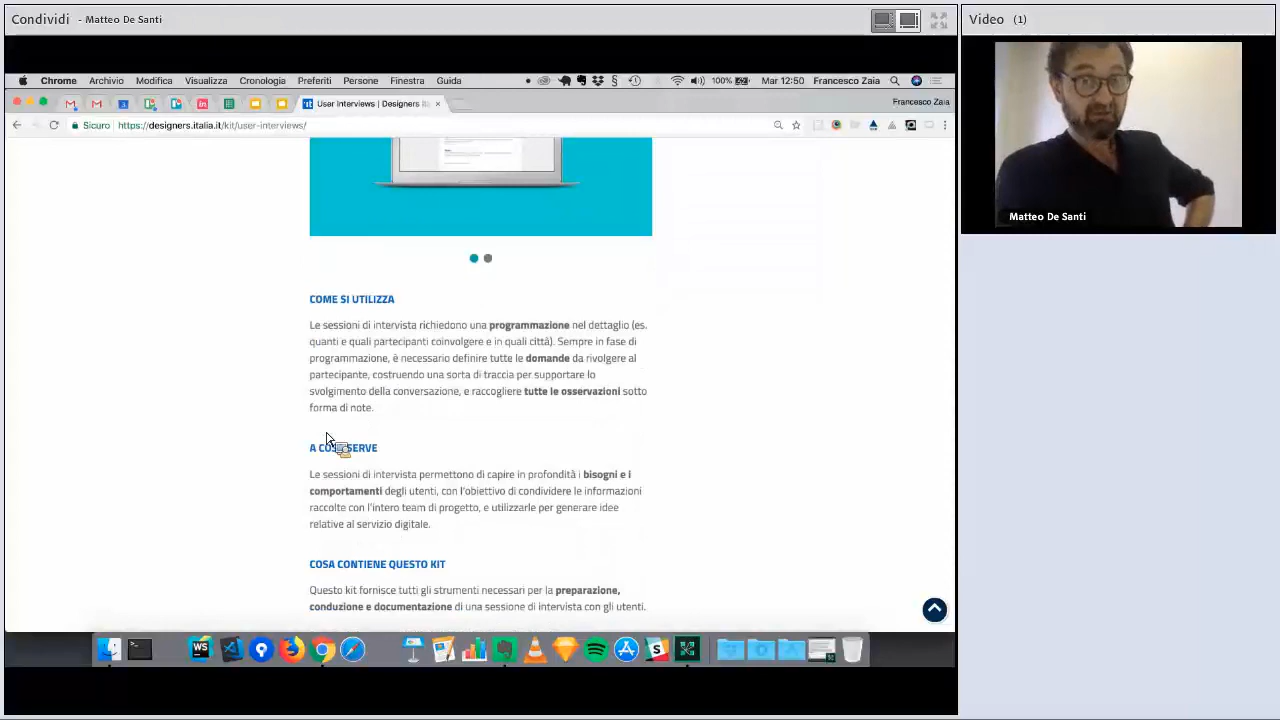 Condividi - Matteo De Santi
Video (1)
Chrome Archivio Modifica Visualizza Cronologia Preferiti Persone Finestra Guida 100% Mar 12:50 Francesco Zaia
User Interviews | Designers It Francesco Zaia
Sicuro https://designers.italia.it/kit/user-interviews/
Matteo De Santi
COME SI UTILIZZA
Le sessioni di intervista richiedono una programmazione nel dettaglio (es.
quanti e quali partecipanti coinvolgere e in quali città). Sempre in fase di
programmazione, è necessario definire tutte le domande da rivolgere al
partecipante, costruendo una sorta di traccia per supportare lo
svolgimento della conversazione, e raccogliere tutte le osservazioni sotto
forma di note.
A COSA SERVE
Le sessioni di intervista permettono di capire in profondità i bisogni e i
comportamenti degli utenti, con l'obiettivo di condividere le informazioni
raccolte con l'intero team di progetto, e utilizzarle per generare idee
relative al servizio digitale.
COSA CONTIENE QUESTO KIT
Questo kit fornisce tutti gli strumenti necessari per la preparazione,
conduzione e documentazione di una sessione di intervista con gli utenti.
WS